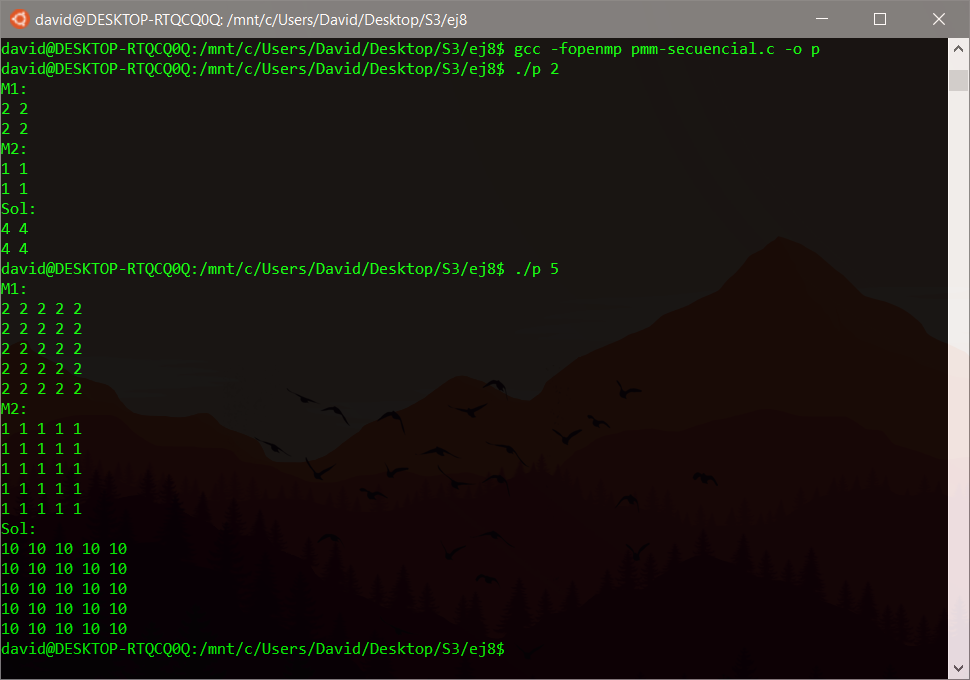 david@DESKTOP-RTQCQ0Q: /mnt/c/Users/David/Desktop/S3/ej8
david@DESKTOP-RTQCQ0Q:/mnt/c/Users/David/Desktop/S3/ej8$ gcc -fopenmp pmm-secuencial.c -o p
david@DESKTOP-RTQCQ0Q:/mnt/c/Users/David/Desktop/S3/ej8$ ./p 2
M1:
2 2
2 2
M2:
1 1
1 1
Sol:
4 4
4 4
david@DESKTOP-RTQCQ0Q:/mnt/c/Users/David/Desktop/S3/ej8$ ./p 5
M1:
2 2 2 2 2
2 2 2 2 2
2 2 2 2 2
2 2 2 2 2
2 2 2 2 2
M2:
1 1 1 1 1
1 1 1 1 1
1 1 1 1 1
1 1 1 1 1
1 1 1 1 1
Sol:
10 10 10 10 10
10 10 10 10 10
10 10 10 10 10
10 10 10 10 10
10 10 10 10 10
david@DESKTOP-RTQCQ0Q:/mnt/c/Users/David/Desktop/S3/ej8$